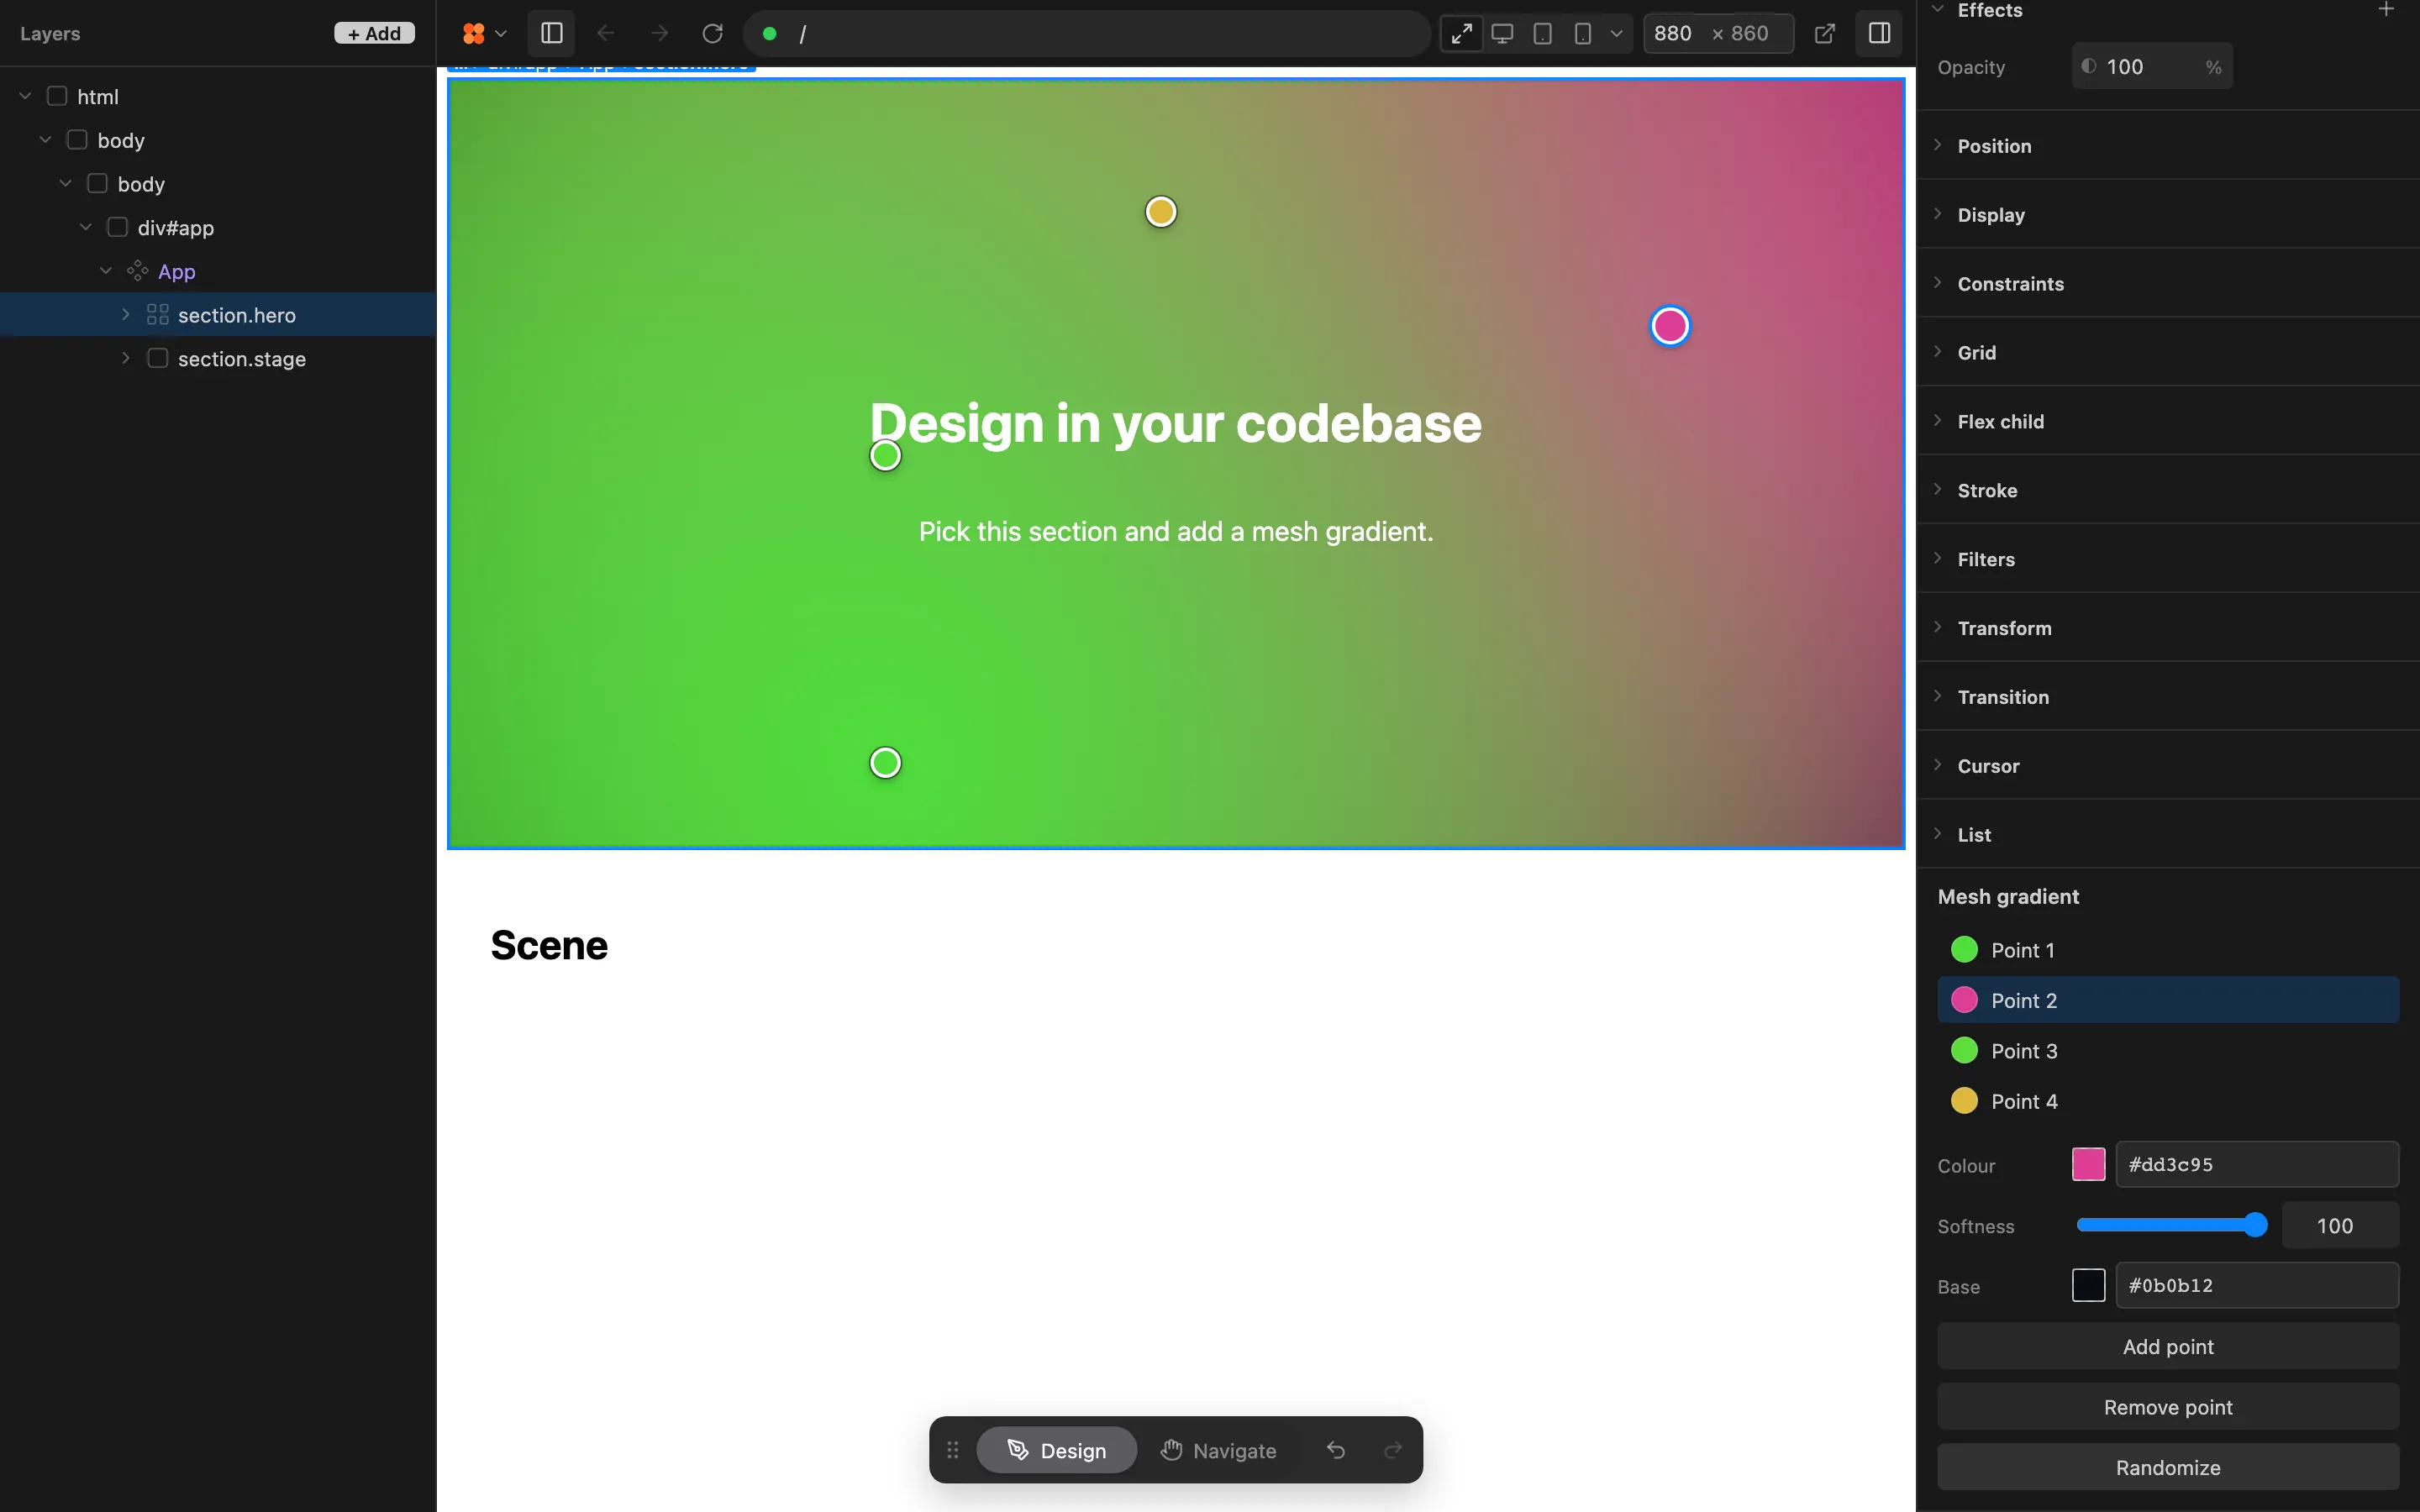 Layers
+ Add
html
body
body
div#app
App
section.hero
section.stage
/
880 × 860
Design in your codebase
Pick this section and add a mesh gradient.
Scene
Design
Navigate
Effects
Opacity
100 %
Position
Display
Constraints
Grid
Flex child
Stroke
Filters
Transform
Transition
Cursor
List
Mesh gradient
Point 1
Point 2
Point 3
Point 4
Colour
#dd3c95
Softness
100
Base
#0b0b12
Add point
Remove point
Randomize